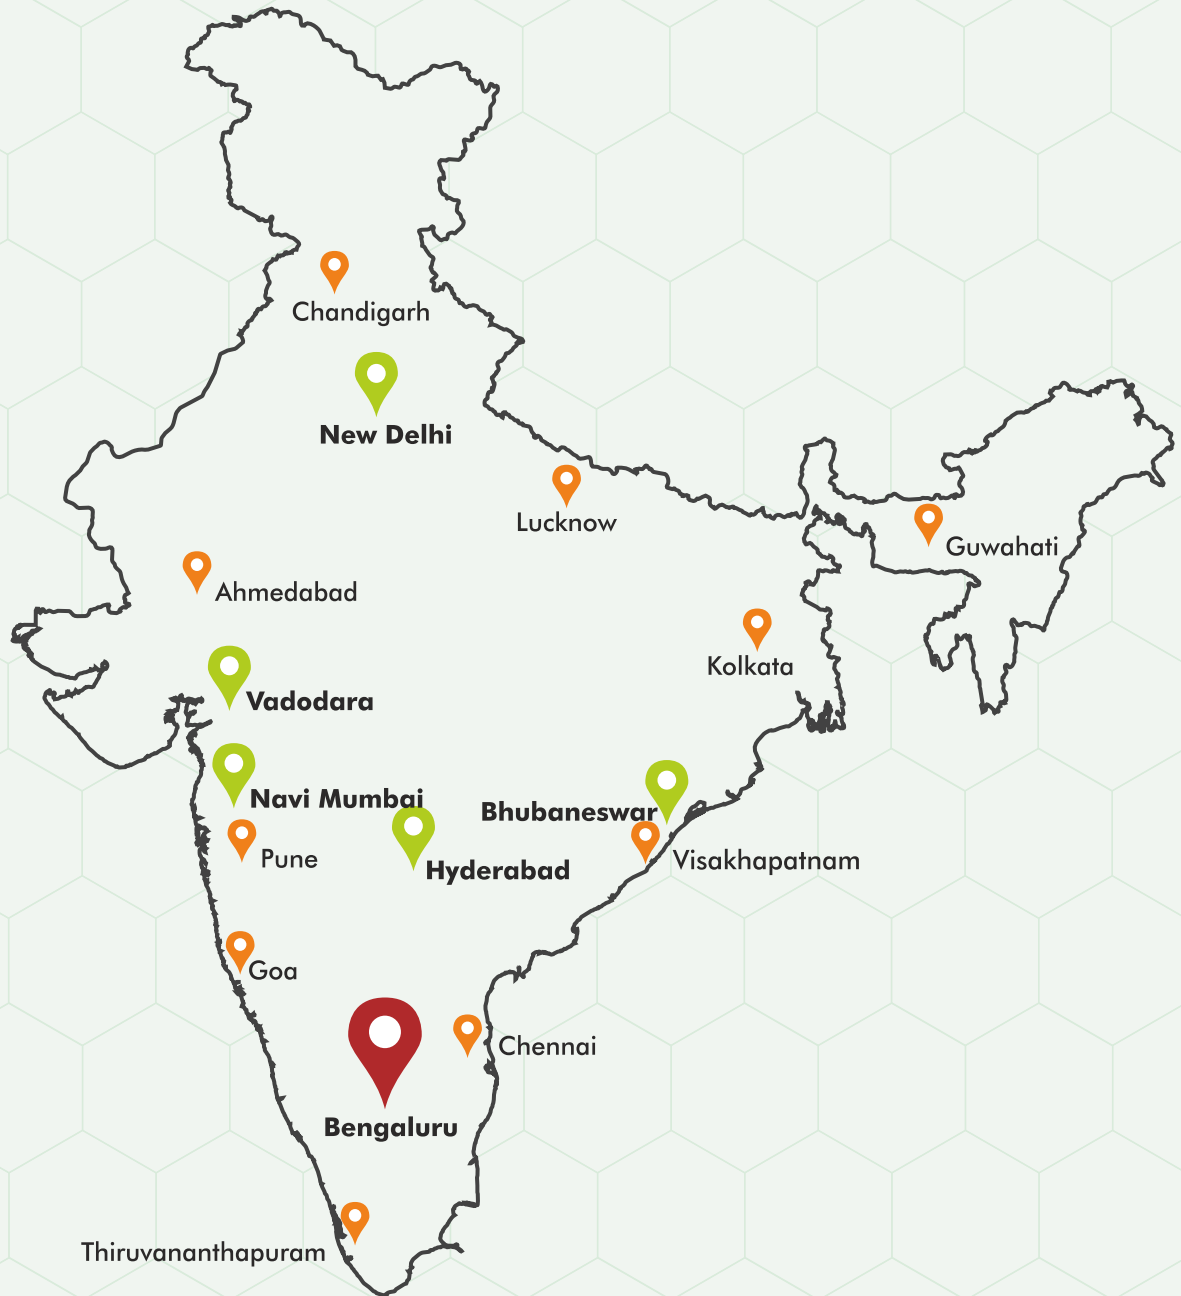 Chandigarh
New Delhi
Lucknow
Guwahati
Ahmedabad
Kolkata
Vadodara
Navi Mumbai
Bhubaneswar
Pune
Visakhapatnam
Hyderabad
Goa
Chennai
Bengaluru
Thiruvananthapuram